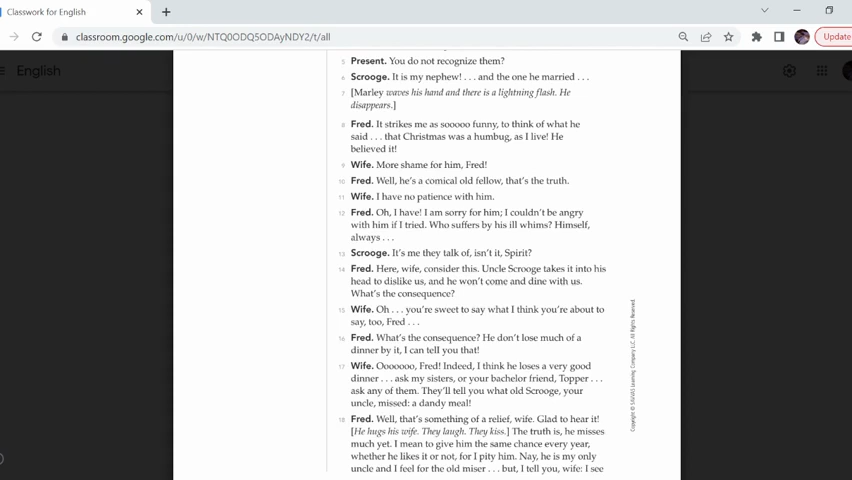 Classwork for English
classroom.google.com/u/0/w/NTQ0ODQ5ODAyNDY2/t/all
Update
English
5 Present. You do not recognize them?
6 Scrooge. It is my nephew! . . . and the one he married . . .
7 [Marley waves his hand and there is a lightning flash. He
disappears.]
8 Fred. It strikes me as sooooo funny, to think of what he
said . . . that Christmas was a humbug, as I live! He
believed it!
9 Wife. More shame for him, Fred!
10 Fred. Well, he's a comical old fellow, that's the truth.
11 Wife. I have no patience with him.
12 Fred. Oh, I have! I am sorry for him; I couldn't be angry
with him if I tried. Who suffers by his ill whims? Himself,
always . . .
13 Scrooge. It's me they talk of, isn't it, Spirit?
14 Fred. Here, wife, consider this. Uncle Scrooge takes it into his
head to dislike us, and he won't come and dine with us.
What's the consequence?
15 Wife. Oh . . . you're sweet to say what I think you're about to
say, too, Fred . . .
16 Fred. What's the consequence? He don't lose much of a
dinner by it, I can tell you that!
17 Wife. Ooooooo, Fred! Indeed, I think he loses a very good
dinner . . . ask my sisters, or your bachelor friend, Topper . . .
ask any of them. They'll tell you what old Scrooge, your
uncle, missed: a dandy meal!
18 Fred. Well, that's something of a relief, wife. Glad to hear it!
[He hugs his wife. They laugh. They kiss.] The truth is, he misses
much yet. I mean to give him the same chance every year,
whether he likes it or not, for I pity him. Nay, he is my only
uncle and I feel for the old miser . . . but, I tell you, wife: I see
Copyright © SAVVAS Learning Company LLC. All Rights Reserved.